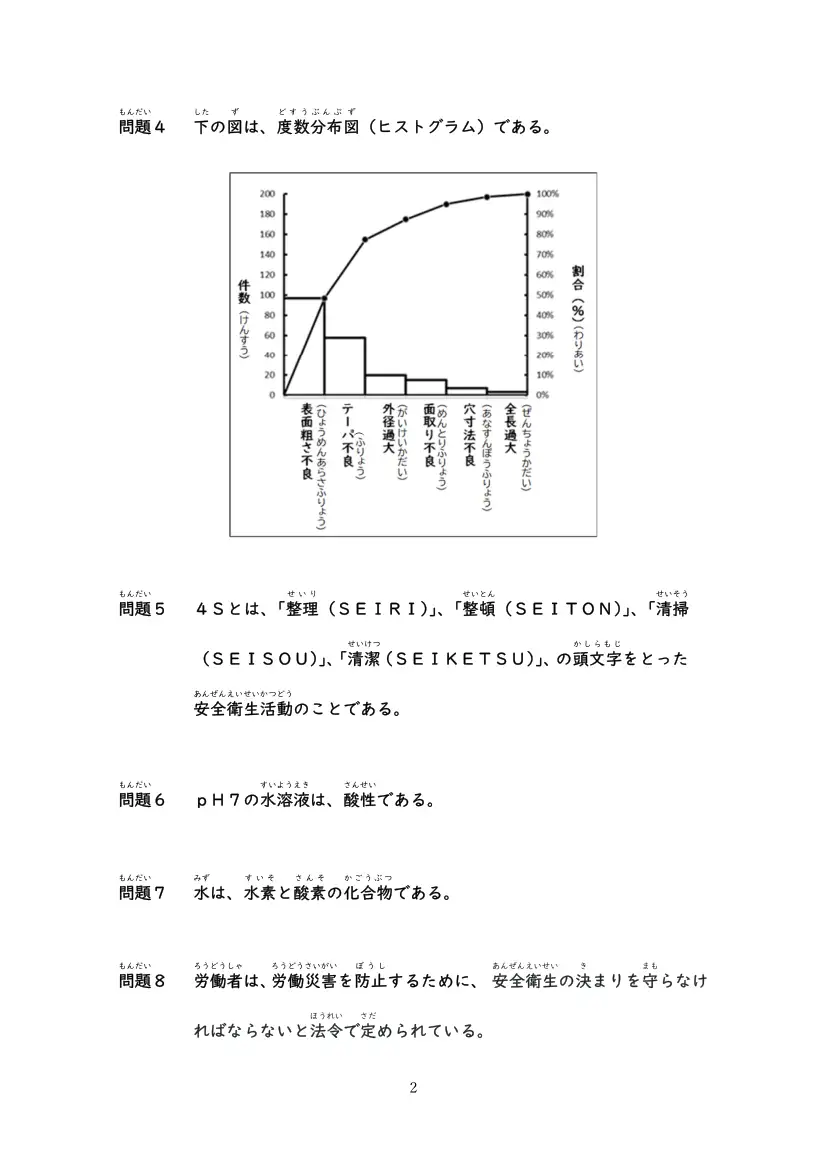 もんだい した ず どすうぶんぷ ず
問題４ 下の図は、度数分布図（ヒストグラム）である。
200 100%
180 90%
160 80%
140 70%
120 60%
100 50%
80 40%
60 30%
40 20%
20 10%
0 0%
件数（けんすう）
割合（％）（わりあい）
表面粗さ不良（ひょうめんあらさふりょう）
テーパ不良（ふりょう）
外径過大（がいけいかだい）
面取り不良（めんとりふりょう）
穴寸法不良（あなすんぽうふりょう）
全長過大（ぜんちょうかだい）
もんだい せいり せいとん せいそう
問題５ ４Ｓとは、「整理（ＳＥＩＲＩ）」、「整頓（ＳＥＩＴＯＮ）」、「清掃
せいけつ かしらもじ
（ＳＥＩＳＯＵ）」、「清潔（ＳＥＩＫＥＴＳＵ）」、の頭文字をとった
あんぜんえいせいかつどう
安全衛生活動のことである。
もんだい すいようえき さんせい
問題６ ｐＨ７の水溶液は、酸性である。
もんだい みず すいそ さんそ かごうぶつ
問題７ 水は、水素と酸素の化合物である。
もんだい ろうどうしゃ ろうどうさいがい ぼうし あんぜんえいせい き まも
問題８ 労働者は、労働災害を防止するために、 安全衛生の決まりを守らなけ
ほうれい さだ
ればならないと法令で定められている。
2